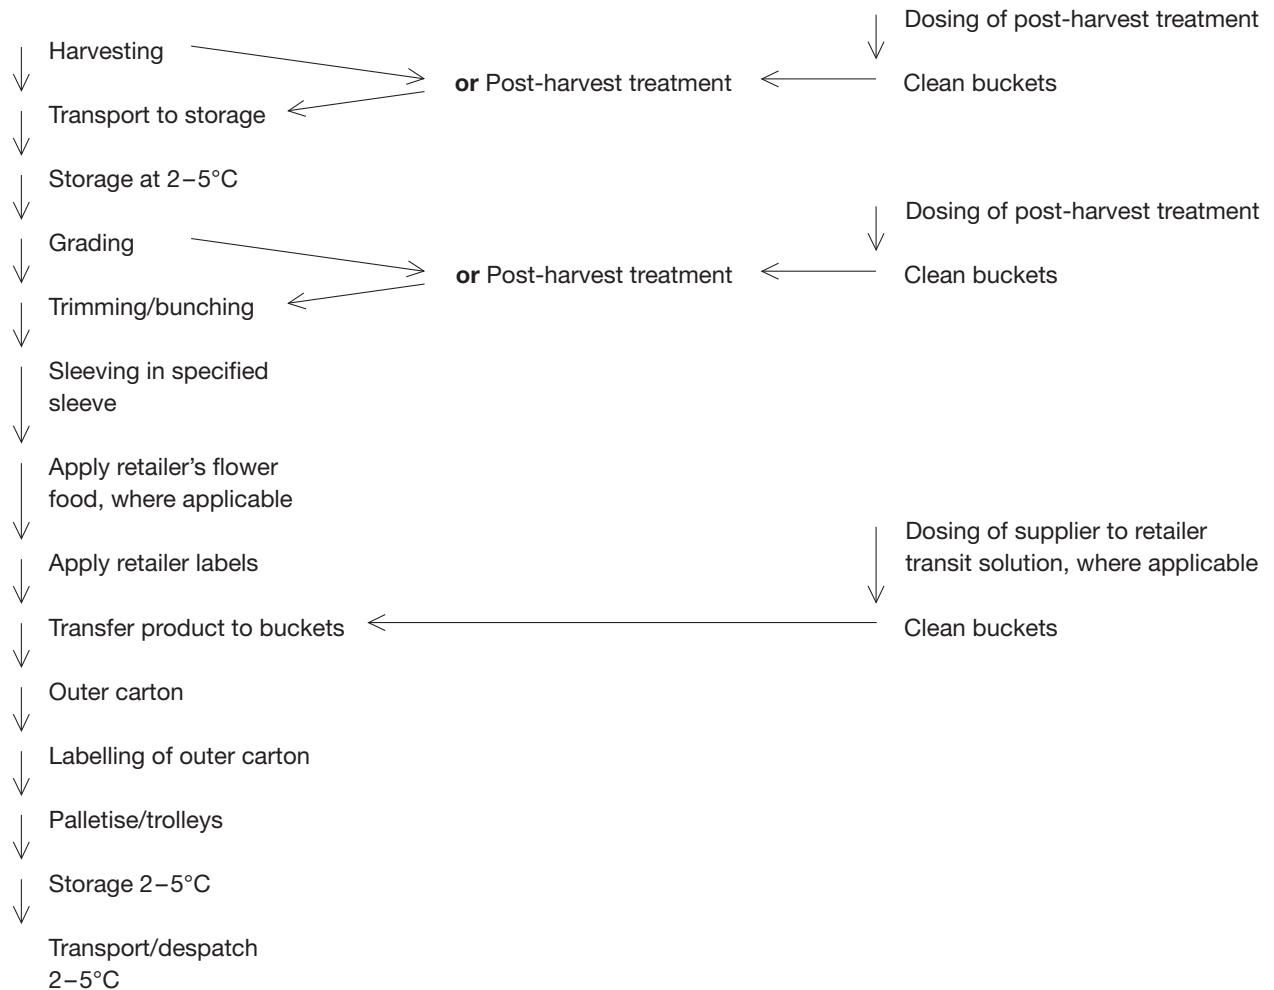 Dosing of post-harvest treatment
Harvesting
or Post-harvest treatment
Clean buckets
Transport to storage
Storage at 2–5°C
Dosing of post-harvest treatment
Grading
or Post-harvest treatment
Clean buckets
Trimming/bunching
Sleeving in specified
sleeve
Apply retailer’s flower
food, where applicable
Dosing of supplier to retailer
transit solution, where applicable
Apply retailer labels
Transfer product to buckets
Clean buckets
Outer carton
Labelling of outer carton
Palletise/trolleys
Storage 2–5°C
Transport/despatch
2–5°C